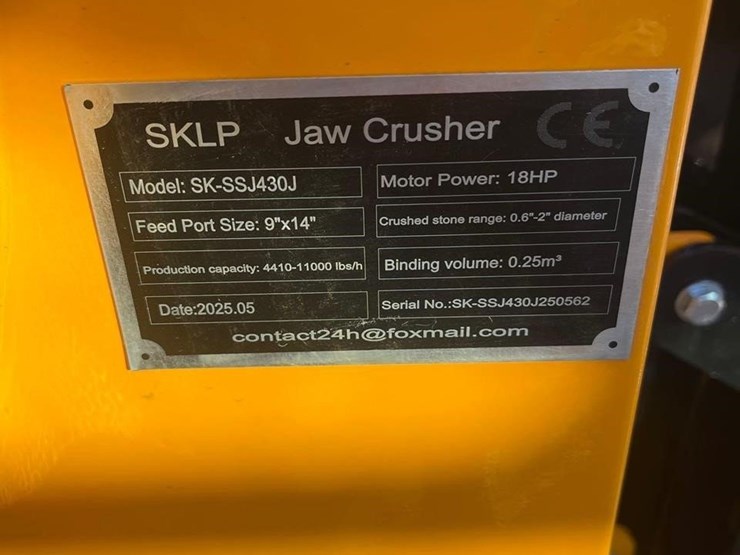 SKLP Jaw Crusher CE
Model: SK-SSJ430J
Motor Power: 18HP
Feed Port Size: 9"x14"
Crushed stone range: 0.6"-2" diameter
Production capacity: 4410-11000 lbs/h
Binding volume: 0.25m³
Date:2025.05
Serial No.:SK-SSJ430J250562
contact24h@foxmail.com